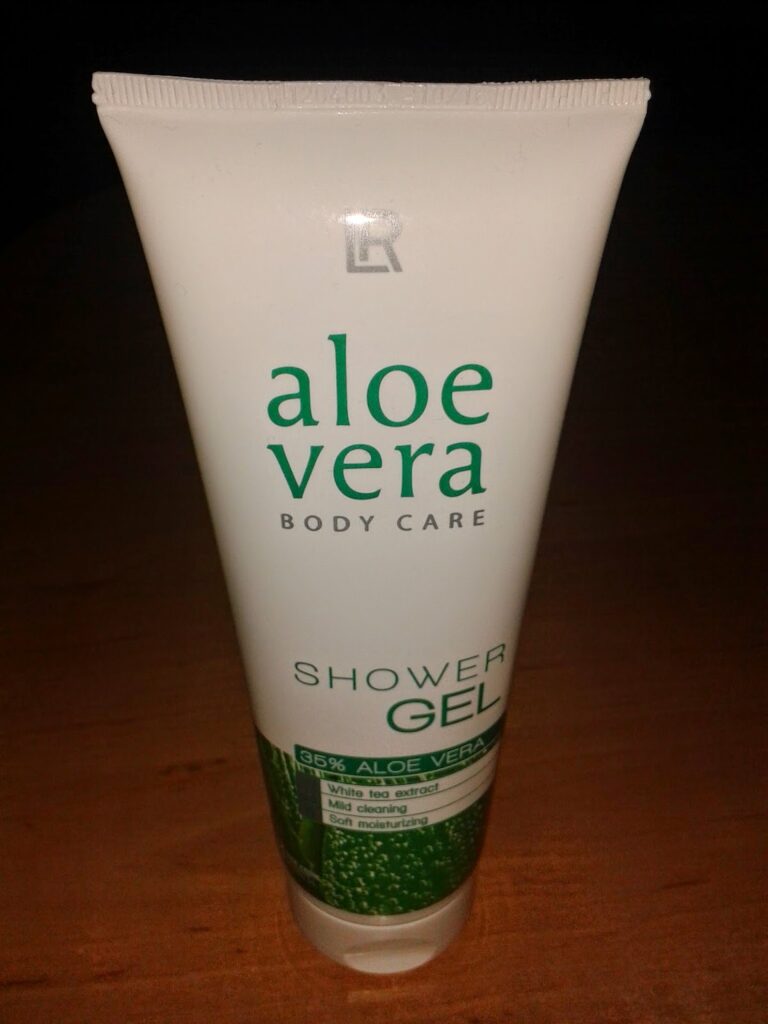 LR
aloe
vera
BODY CARE
SHOWER
GEL
35% ALOE VERA
White tea extract
Mild cleaning
Soft moisturizing